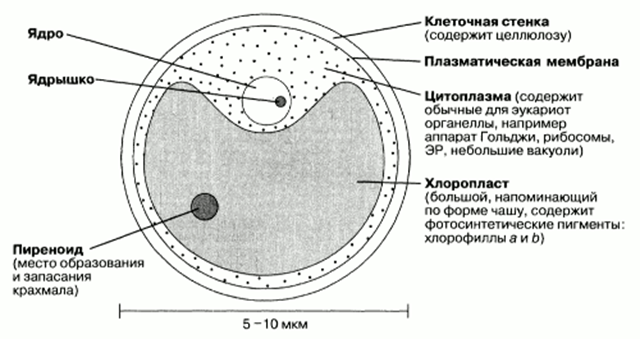 Ядро
Ядрышко
Пиреноид
(место образования
и запасания
крахмала)
Клеточная стенка
(содержит целлюлозу)
Плазматическая мембрана
Цитоплазма (содержит
обычные для эукариот
органеллы, например
аппарат Гольджи, рибосомы,
ЭР, небольшие вакуоли)
Хлоропласт
(большой, напоминающий
по форме чашу, содержит
фотосинтетические пигменты:
хлорофиллы a и b)
5 – 10 мкм